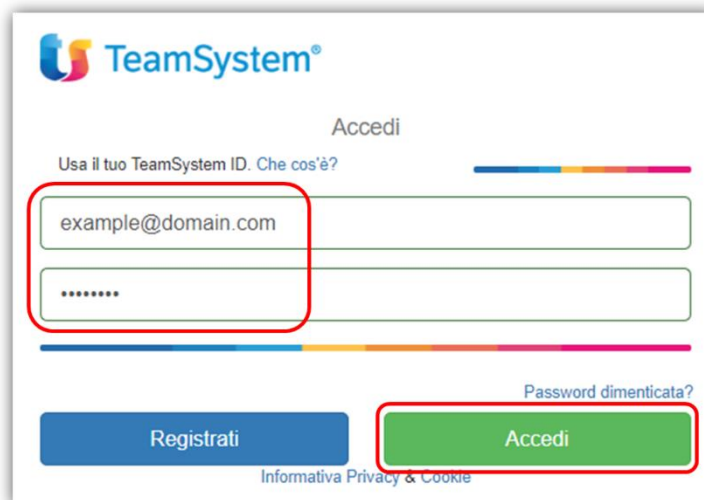 TeamSystem®
Accedi
Usa il tuo TeamSystem ID. Che cos'è?
example@domain.com
••••••••
Password dimenticata?
Registrati
Accedi
Informativa Privacy & Cookie